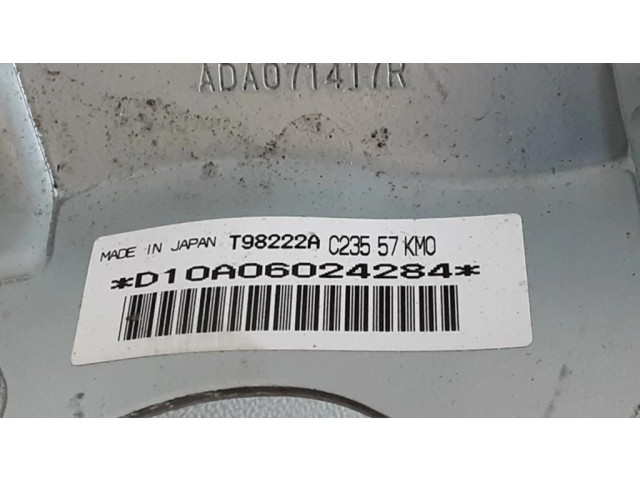 ADA071417R
MADE IN JAPAN T98222A C235 57 KM0
*D10A06024284*